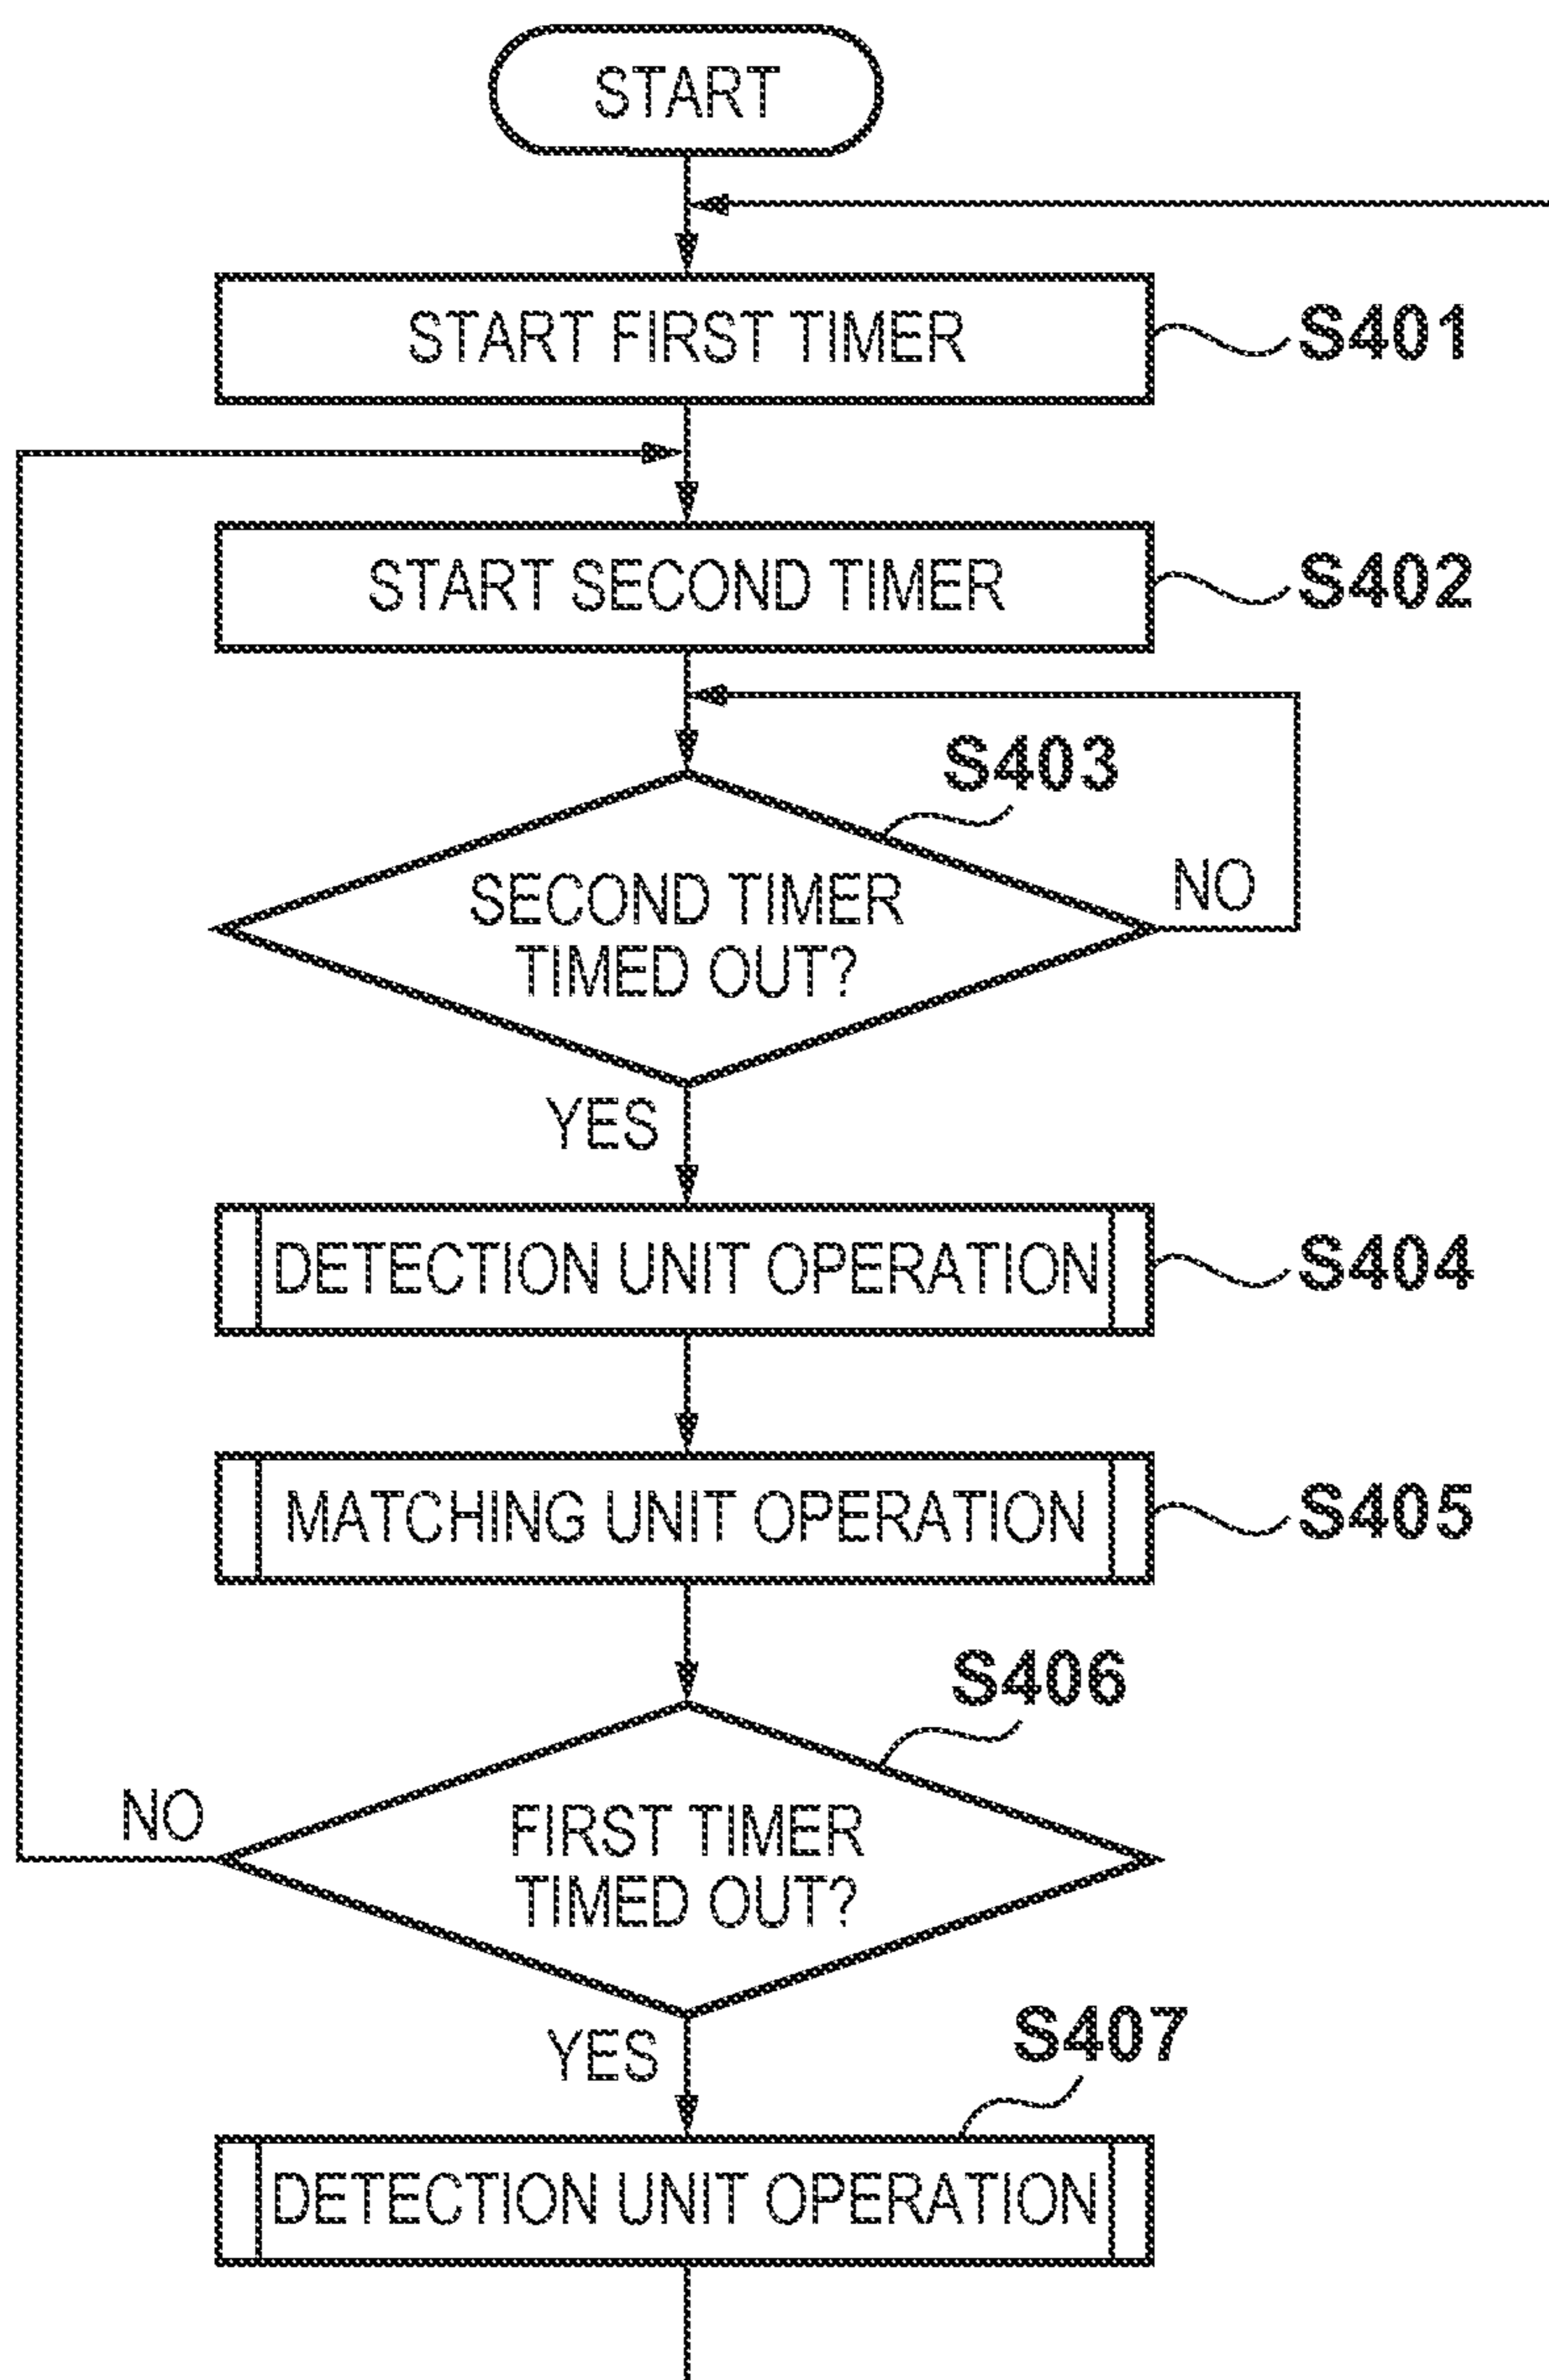 START
START FIRST TIMER
S401
START SECOND TIMER
S402
S403
SECOND TIMER
TIMED OUT?
NO
YES
DETECTION UNIT OPERATION
S404
MATCHING UNIT OPERATION
S405
S406
NO
FIRST TIMER
TIMED OUT?
YES
S407
DETECTION UNIT OPERATION